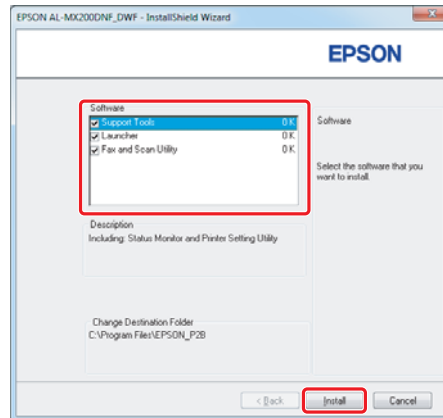 EPSON AL-MX200DNF_DWF - InstallShield Wizard
EPSON
Software
Support Tools 0 K
Launcher 0 K
Fax and Scan Utility 0 K
Software
Select the software that you
want to install.
Description
Including: Status Monitor and Printer Setting Utility
Change Destination Folder
C:\Program Files\EPSON_P2B
< Back
Install
Cancel